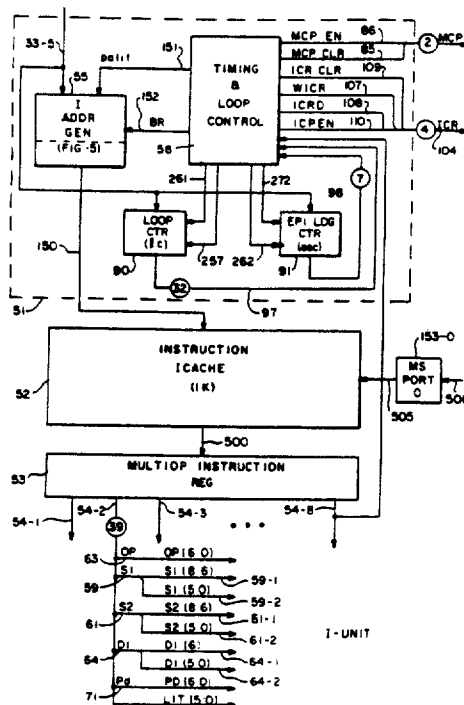 33-5
151
MCP EN
86
2
MCP
55
palit
TIMING
&
LOOP
CONTROL
MCP CLR
85
ICR CLR
109
I
ADDR
GEN
(FIG-5)
152
BR
WICR
107
ICRD
108
ICPEN
110
4
ICR
104
56
261
272
98
7
150
LOOP
CTR
(lc)
257
262
EPI LOG
CTR
(esc)
90
91
32
97
51
INSTRUCTION
ICACHE
(1K)
52
153-0
MS
PORT
0
505
506
500
53
MULTIOP INSTRUCTION
REG
54-1
54-2
54-3
54-8
39
OP
OP(6:0)
63
S1
S1(8:6)
59-1
59
S1(5:0)
59-2
S2
S2(8:6)
61-1
61
S2(5:0)
61-2
I-UNIT
D1
D1(6)
64-1
64
D1(5:0)
64-2
Pd
PD(6:0)
71
LIT(5:0)